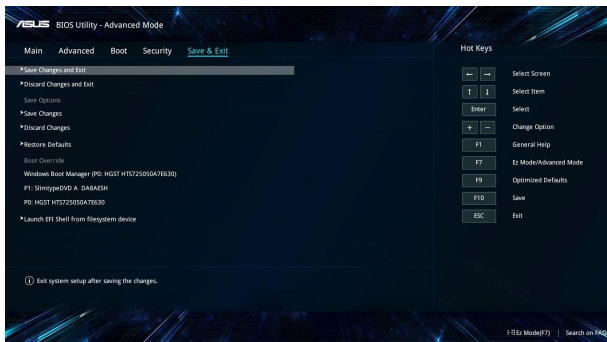 ASUS BIOS Utility - Advanced Mode
Main Advanced Boot Security Save & Exit
Save Changes and Exit
Discard Changes and Exit
Save Options
Save Changes
Discard Changes
Restore Defaults
Boot Override
Windows Boot Manager (P0: HGST HTS725050A7E630)
P1: SlimtypeDVD A DA8AESH
P0: HGST HTS725050A7E630
Launch EFI Shell from filesystem device
Exit system setup after saving the changes.
Hot Keys
← → Select Screen
↑ ↓ Select Item
Enter Select
+ − Change Option
F1 General Help
F7 Ez Mode/Advanced Mode
F9 Optimized Defaults
F10 Save
ESC Exit
Ez Mode(F7) | Search on FAQ